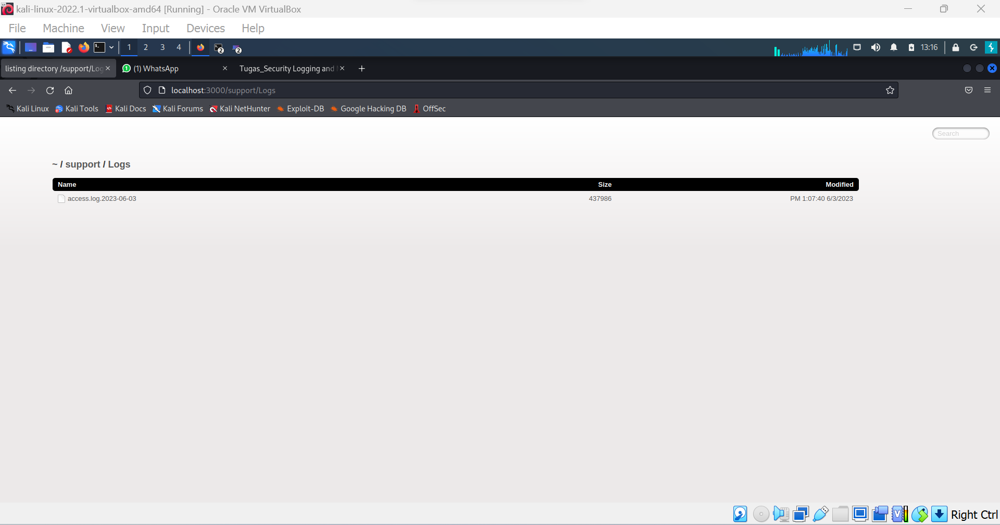 kali-linux-2022.1-virtualbox-amd64 [Running] - Oracle VM VirtualBox
File Machine View Input Devices Help
1 2 3 4 2 2 13:16
listing directory /support/Log (1) WhatsApp Tugas_Security Logging and
localhost:3000/support/Logs
Kali Linux Kali Tools Kali Docs Kali Forums Kali NetHunter Exploit-DB Google Hacking DB OffSec
Search
~ / support / Logs
Name Size Modified
access.log.2023-06-03 437986 PM 1:07:40 6/3/2023
Right Ctrl